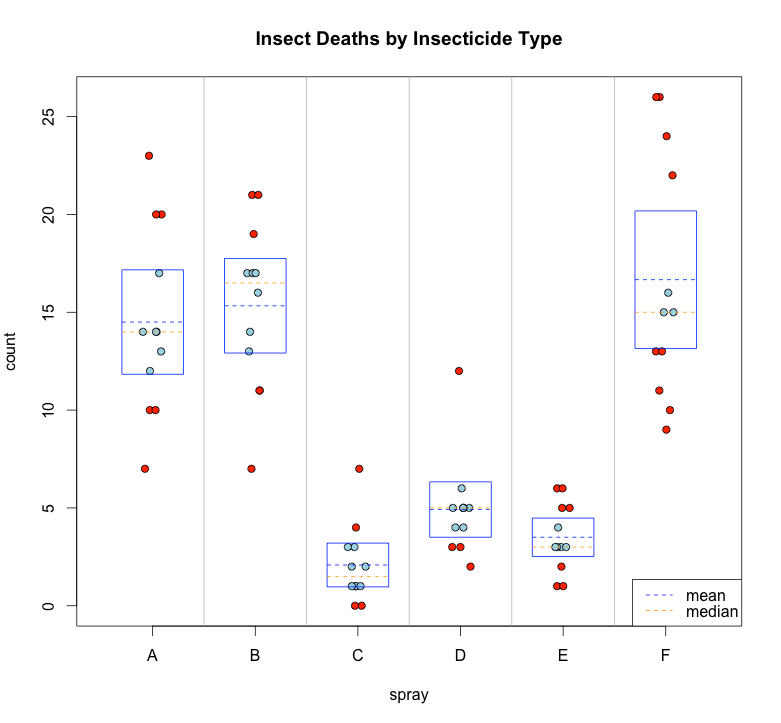 Insect Deaths by Insecticide Type
25
20
15
10
5
0
count
A B C D E F
spray
mean
median